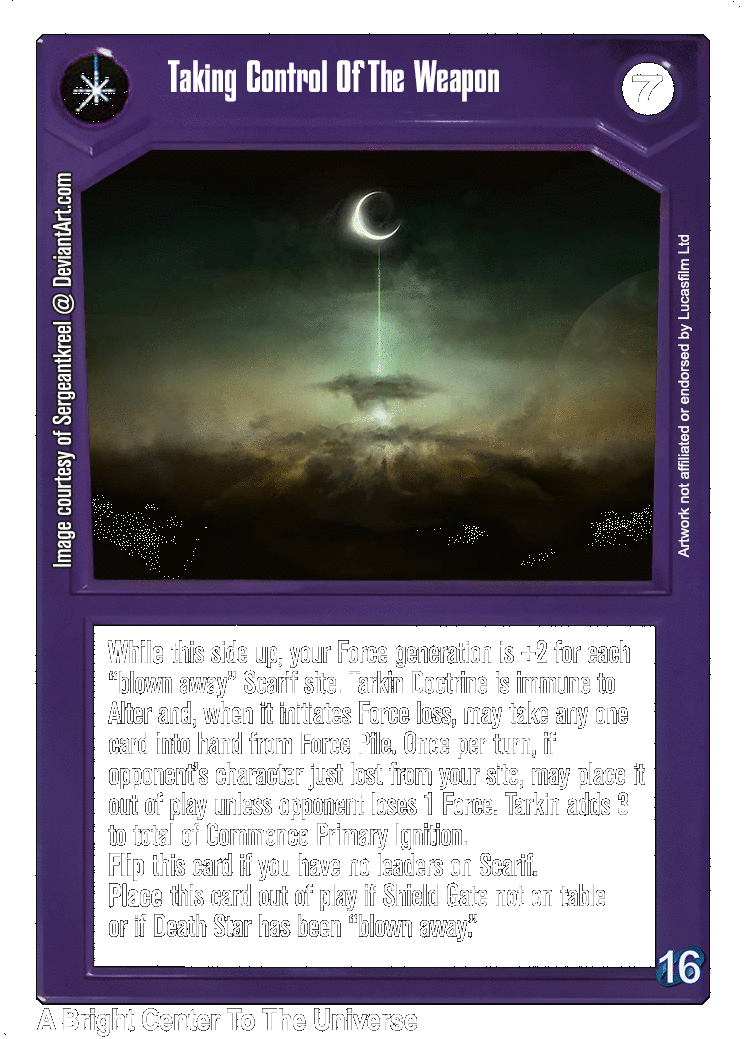 Taking Control Of The Weapon
7
Image courtesy of Sergeantkreel @ DeviantArt.com
Artwork not affiliated or endorsed by Lucasfilm Ltd
While this side up, your Force generation is +2 for each
“blown away” Scarif site. Tarkin Doctrine is immune to
Alter and, when it initiates Force loss, may take any one
card into hand from Force Pile. Once per turn, if
opponent’s character just lost from your site, may place it
out of play unless opponent loses 1 Force. Tarkin adds 3
to total of Commence Primary Ignition.
Flip this card if you have no leaders on Scarif.
Place this card out of play if Shield Gate not on table
or if Death Star has been “blown away.”
16
A Bright Center To The Universe